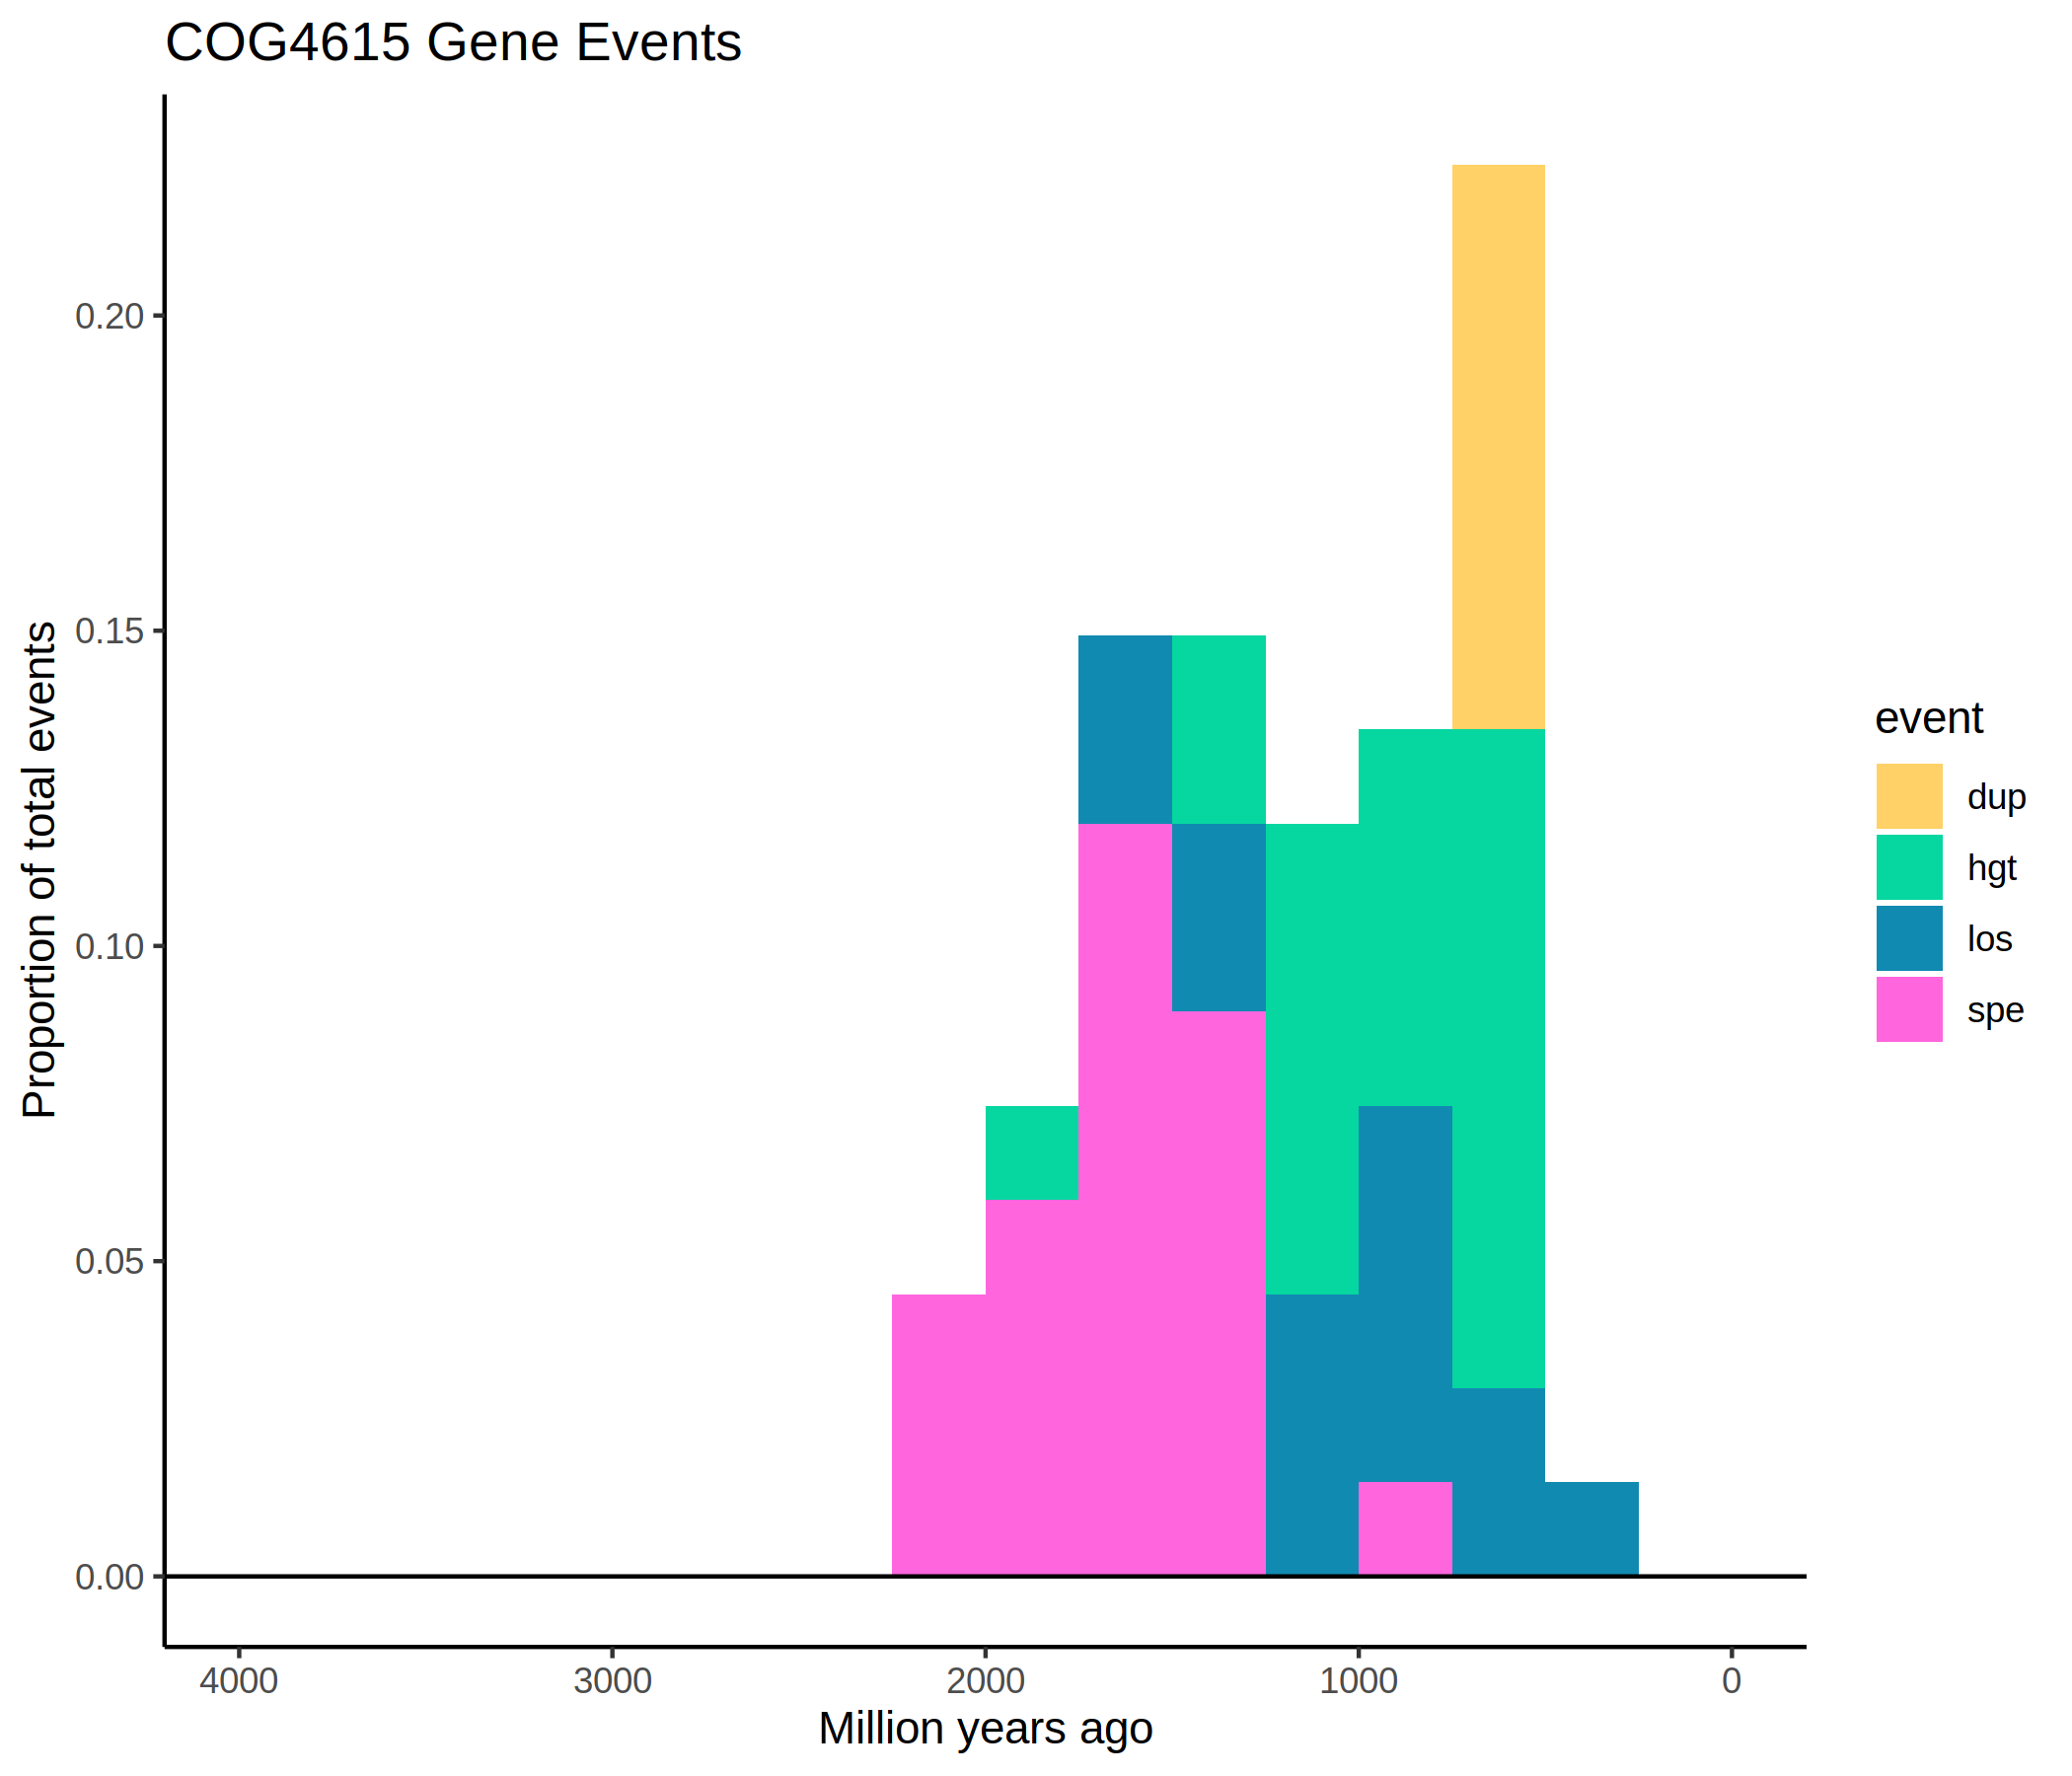 COG4615 Gene Events
Proportion of total events
0.20
0.15
0.10
0.05
0.00
4000 3000 2000 1000 0
Million years ago
event
dup
hgt
los
spe